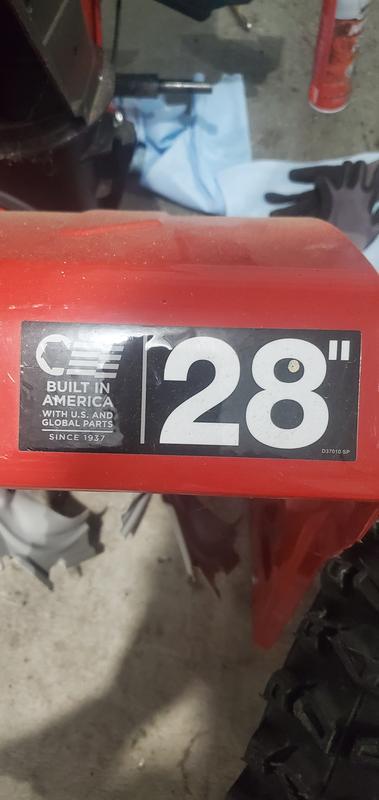 BUILT IN
AMERICA
WITH U.S. AND
GLOBAL PARTS
SINCE 1937
28"
D37010 SP